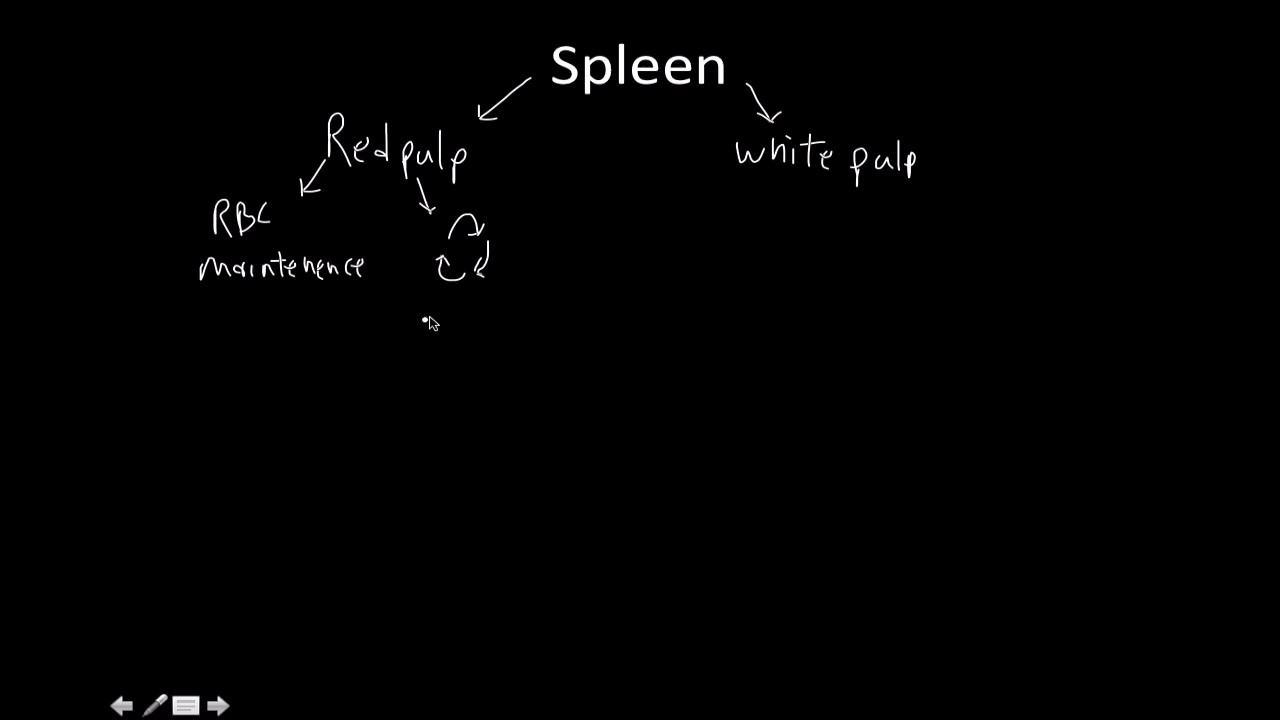 Spleen
Red pulp
white pulp
RBC
maintenence